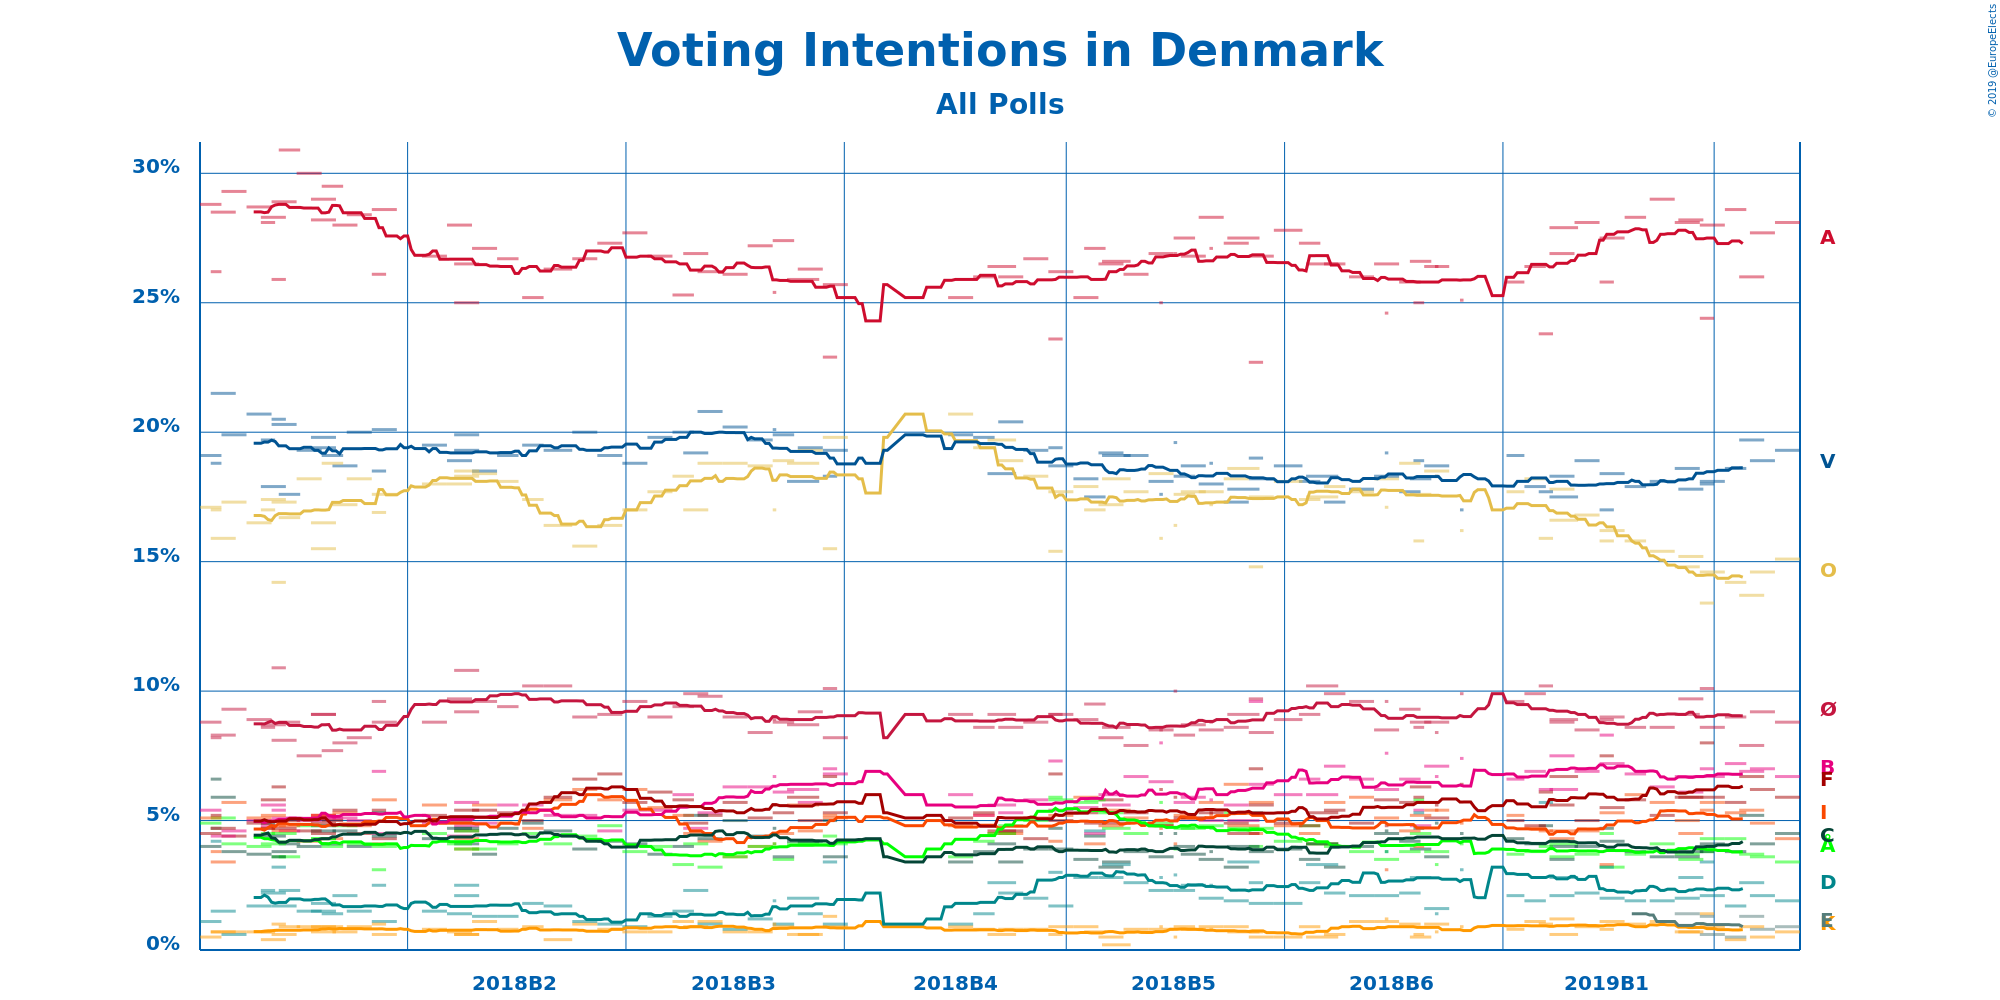 © 2019 @EuropeElects
Voting Intentions in Denmark
All Polls
30%
25%
20%
15%
10%
5%
0%
A
V
O
Ø
B
F
I
C
Å
D
E
K
2018B2 2018B3 2018B4 2018B5 2018B6 2019B1